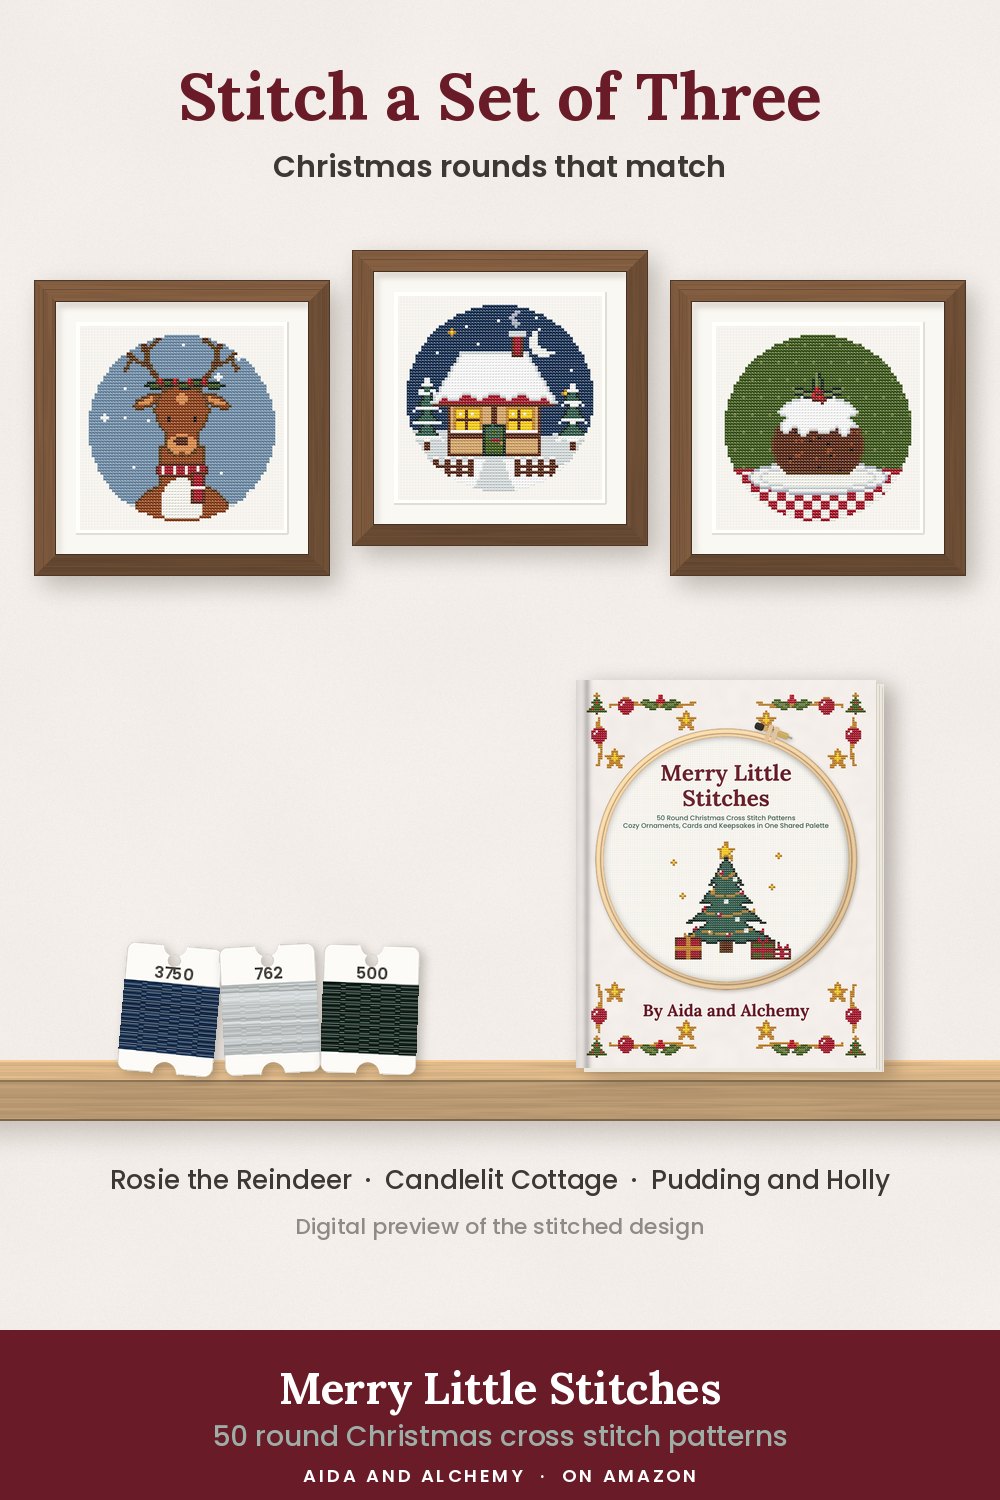 Stitch a Set of Three
Christmas rounds that match
Merry Little
Stitches
50 Round Christmas Cross Stitch Patterns
Cozy Ornaments, Cards and Keepsakes in One Shared Palette
By Aida and Alchemy
3750
762
500
Rosie the Reindeer · Candlelit Cottage · Pudding and Holly
Digital preview of the stitched design
Merry Little Stitches
50 round Christmas cross stitch patterns
AIDA AND ALCHEMY · ON AMAZON